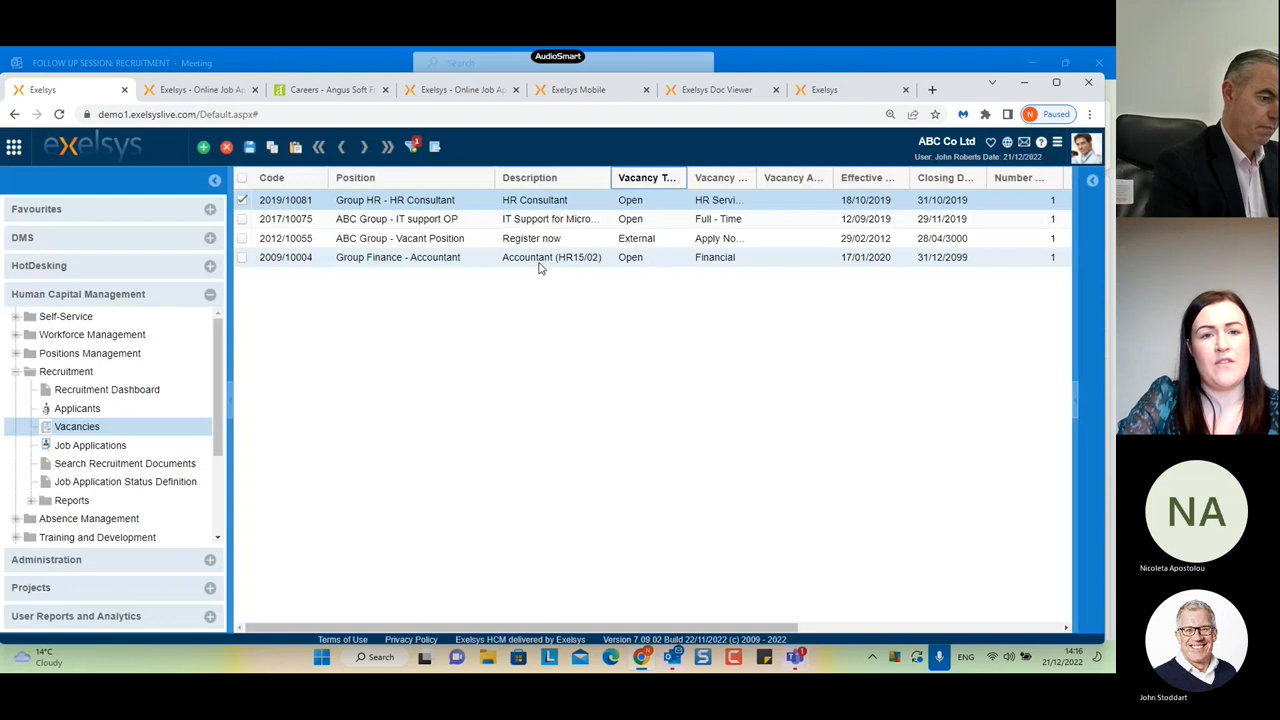 FOLLOW UP SESSION: RECRUITMENT - Meeting
Search
AudioSmart
Exelsys
Exelsys - Online Job Ap
Careers - Angus Soft Fr
Exelsys - Online Job Ap
Exelsys Mobile
Exelsys Doc Viewer
Exelsys
demo1.exelsyslive.com/Default.aspx#
N Paused
exelsys
1
ABC Co Ltd
User: John Roberts Date: 21/12/2022
Favourites
DMS
HotDesking
Human Capital Management
Self-Service
Workforce Management
Positions Management
Recruitment
Recruitment Dashboard
Applicants
Vacancies
Job Applications
Search Recruitment Documents
Job Application Status Definition
Reports
Absence Management
Training and Development
Administration
Projects
User Reports and Analytics
Code Position Description Vacancy T... Vacancy ... Vacancy A... Effective ... Closing D... Number ...
2019/10081 Group HR - HR Consultant HR Consultant Open HR Servi... 18/10/2019 31/10/2019 1
2017/10075 ABC Group - IT support OP IT Support for Micro... Open Full - Time 12/09/2019 29/11/2019 1
2012/10055 ABC Group - Vacant Position Register now External Apply No... 29/02/2012 28/04/3000 1
2009/10004 Group Finance - Accountant Accountant (HR15/02) Open Financial 17/01/2020 31/12/2099 1
Terms of Use Privacy Policy Exelsys HCM delivered by Exelsys Version 7.09.02 Build 22/11/2022 (c) 2009 - 2022
14°C
Cloudy
Search
ENG
14:16
21/12/2022
NA
Nicoleta Apostolou
John Stoddart